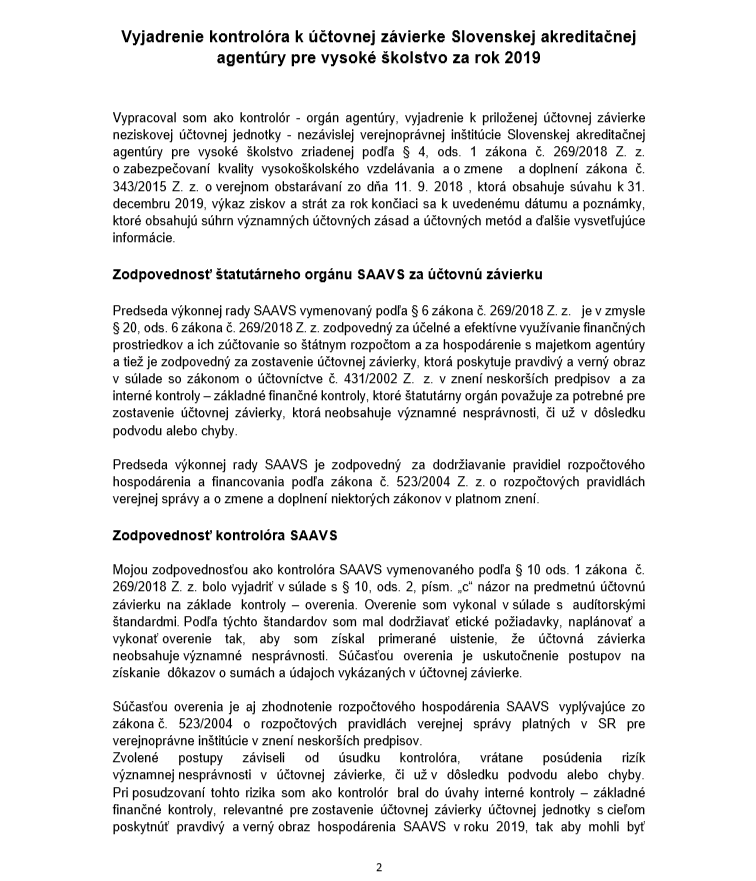 Vyjadrenie kontrolóra k účtovnej závierke Slovenskej akreditačnej
agentúry pre vysoké školstvo za rok 2019
Vypracoval som ako kontrolór - orgán agentúry, vyjadrenie k priloženej účtovnej závierke
neziskovej účtovnej jednotky - nezávislej verejnoprávnej inštitúcie Slovenskej akreditačnej
agentúry pre vysoké školstvo zriadenej podľa § 4, ods. 1 zákona č. 269/2018 Z. z.
o zabezpečovaní kvality vysokoškolského vzdelávania a o zmene a doplnení zákona č.
343/2015 Z. z. o verejnom obstarávaní zo dňa 11. 9. 2018 , ktorá obsahuje súvahu k 31.
decembru 2019, výkaz ziskov a strát za rok končiaci sa k uvedenému dátumu a poznámky,
ktoré obsahujú súhrn významných účtovných zásad a účtovných metód a ďalšie vysvetľujúce
informácie.
Zodpovednosť štatutárneho orgánu SAAVS za účtovnú závierku
Predseda výkonnej rady SAAVS vymenovaný podľa § 6 zákona č. 269/2018 Z. z. je v zmysle
§ 20, ods. 6 zákona č. 269/2018 Z. z. zodpovedný za účelné a efektívne využívanie finančných
prostriedkov a ich zúčtovanie so štátnym rozpočtom a za hospodárenie s majetkom agentúry
a tiež je zodpovedný za zostavenie účtovnej závierky, ktorá poskytuje pravdivý a verný obraz
v súlade so zákonom o účtovníctve č. 431/2002 Z. z. v znení neskorších predpisov a za
interné kontroly – základné finančné kontroly, ktoré štatutárny orgán považuje za potrebné pre
zostavenie účtovnej závierky, ktorá neobsahuje významné nesprávnosti, či už v dôsledku
podvodu alebo chyby.
Predseda výkonnej rady SAAVS je zodpovedný za dodržiavanie pravidiel rozpočtového
hospodárenia a financovania podľa zákona č. 523/2004 Z. z. o rozpočtových pravidlách
verejnej správy a o zmene a doplnení niektorých zákonov v platnom znení.
Zodpovednosť kontrolóra SAAVS
Mojou zodpovednosťou ako kontrolóra SAAVS vymenovaného podľa § 10 ods. 1 zákona č.
269/2018 Z. z. bolo vyjadriť v súlade s § 10, ods. 2, písm. „c“ názor na predmetnú účtovnú
závierku na základe kontroly – overenia. Overenie som vykonal v súlade s audítorskými
štandardmi. Podľa týchto štandardov som mal dodržiavať etické požiadavky, naplánovať a
vykonať overenie tak, aby som získal primerané uistenie, že účtovná závierka
neobsahuje významné nesprávnosti. Súčasťou overenia je uskutočnenie postupov na
získanie dôkazov o sumách a údajoch vykázaných v účtovnej závierke.
Súčasťou overenia je aj zhodnotenie rozpočtového hospodárenia SAAVS vyplývajúce zo
zákona č. 523/2004 o rozpočtových pravidlách verejnej správy platných v SR pre
verejnoprávne inštitúcie v znení neskorších predpisov.
Zvolené postupy záviseli od úsudku kontrolóra, vrátane posúdenia rizík
významnej nesprávnosti v účtovnej závierke, či už v dôsledku podvodu alebo chyby.
Pri posudzovaní tohto rizika som ako kontrolór bral do úvahy interné kontroly – základné
finančné kontroly, relevantné pre zostavenie účtovnej závierky účtovnej jednotky s cieľom
poskytnúť pravdivý a verný obraz hospodárenia SAAVS v roku 2019, tak aby mohli byť
2